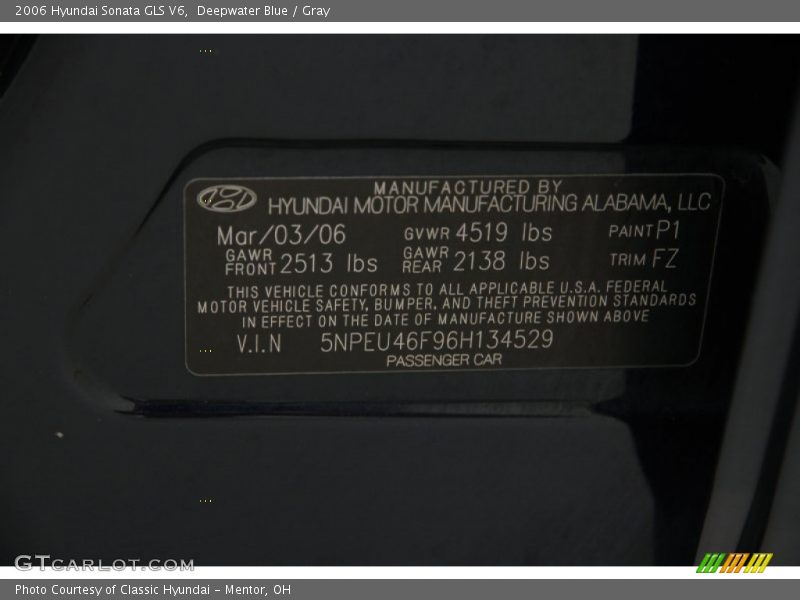 2006 Hyundai Sonata GLS V6,  Deepwater Blue / Gray
MANUFACTURED BY
HYUNDAI MOTOR MANUFACTURING ALABAMA, LLC
Mar/03/06 GVWR 4519 lbs PAINT P1
GAWR FRONT 2513 lbs GAWR REAR 2138 lbs TRIM FZ
THIS VEHICLE CONFORMS TO ALL APPLICABLE U.S.A. FEDERAL
MOTOR VEHICLE SAFETY, BUMPER, AND THEFT PREVENTION STANDARDS
IN EFFECT ON THE DATE OF MANUFACTURE SHOWN ABOVE
V.I.N 5NPEU46F96H134529
PASSENGER CAR
GTCARLOT.COM
Photo Courtesy of Classic Hyundai - Mentor, OH